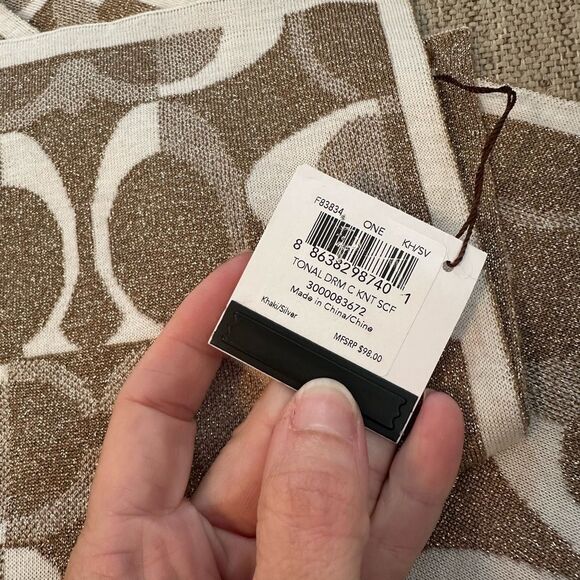 F83834 ONE KH/SV
8 8638298740 1
TONAL DRM C KNT SCF
3000083672
Made in China/Chine
Khaki/Silver MFSRP $98.00